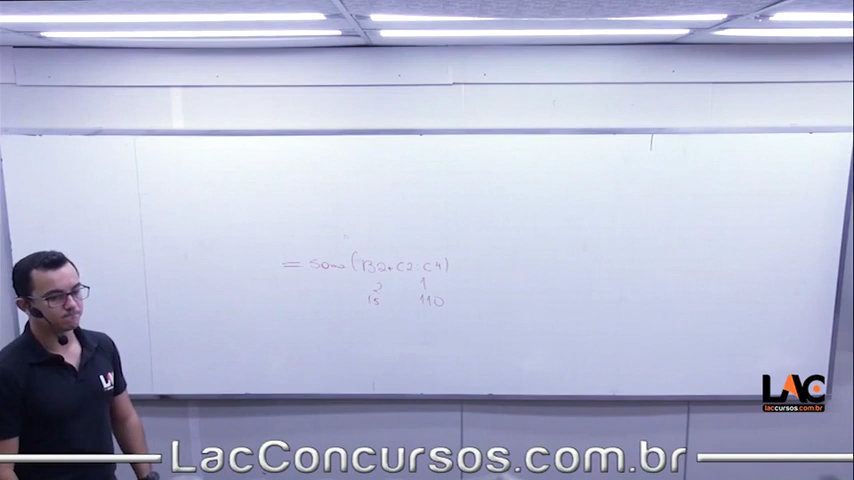 = soma (B2+C2:C4)
2 1
15 110
LAC
LAC
laccursos.com.br
LacConcursos.com.br